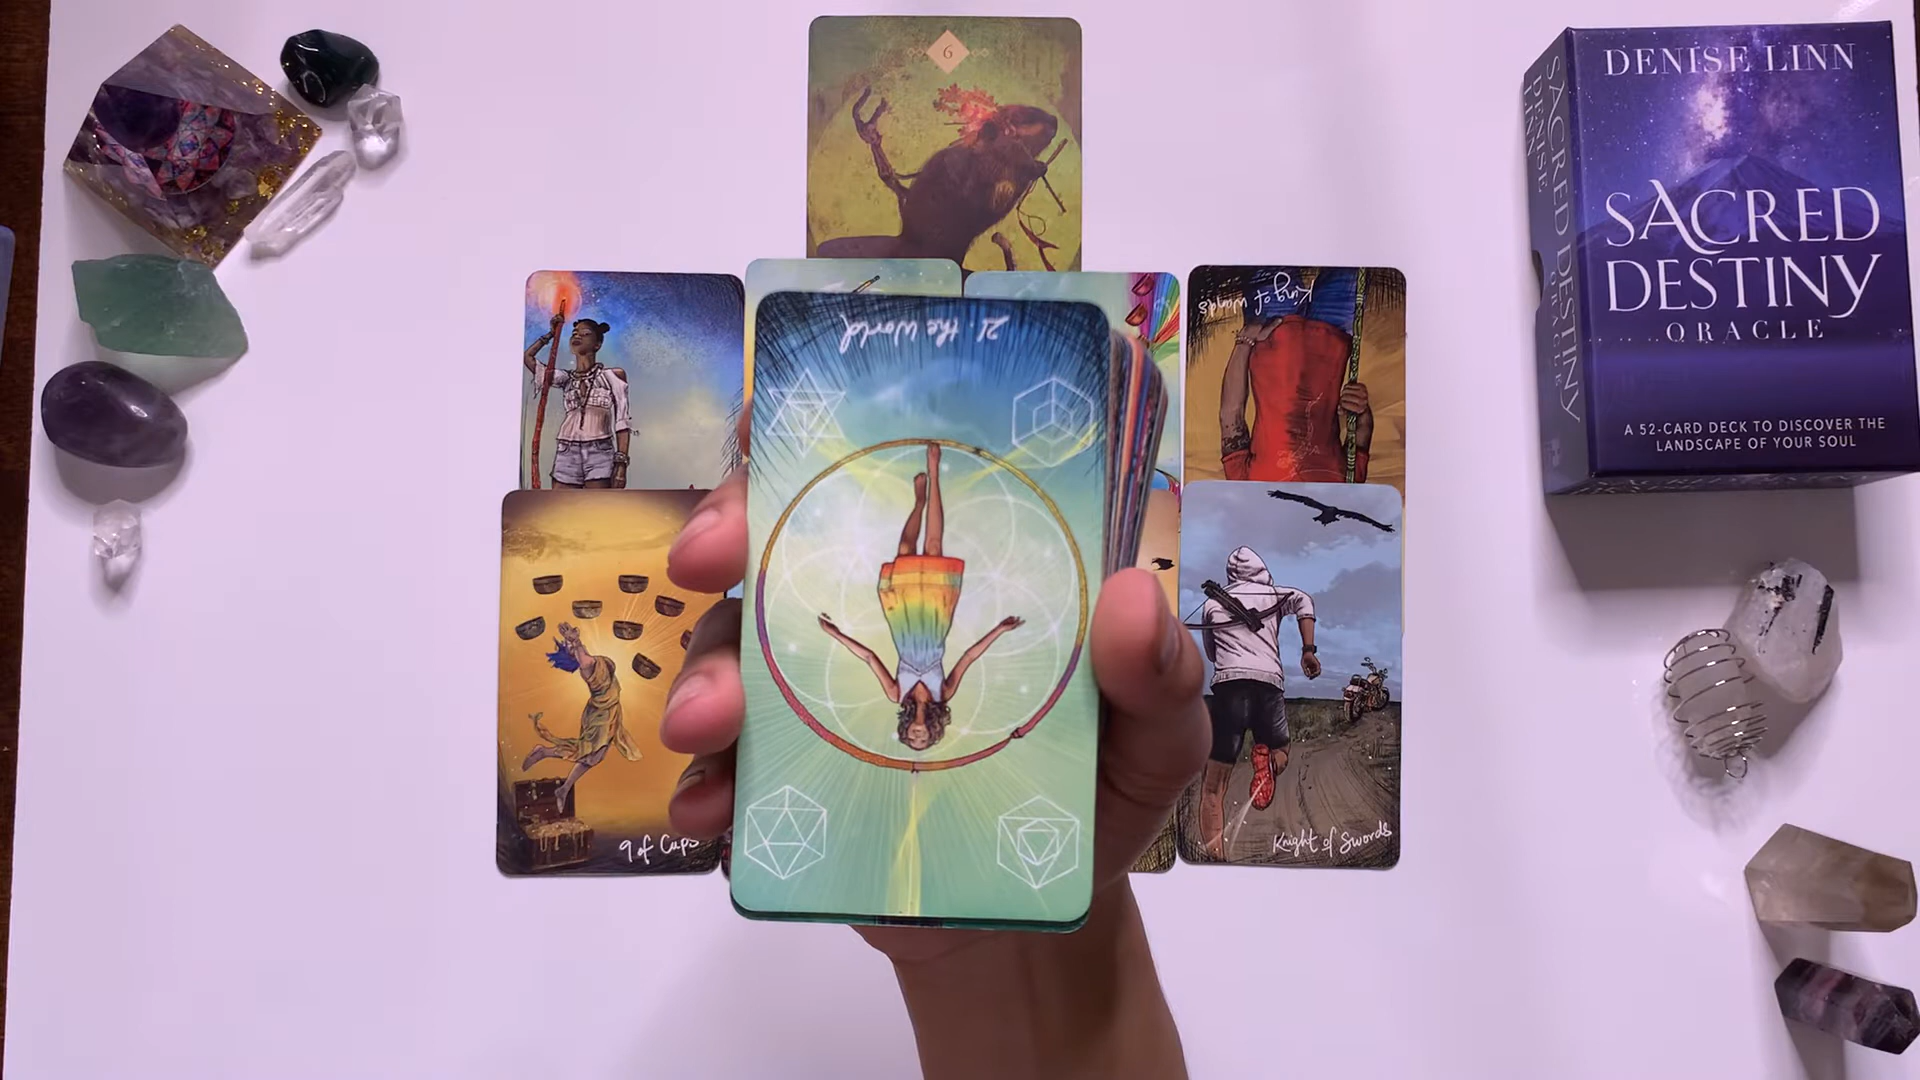 6
DENISE LINN
SACRED
DESTINY
ORACLE
A 52-CARD DECK TO DISCOVER THE
LANDSCAPE OF YOUR SOUL
SACRED DESTINY ORACLE
DENISE LINN
King of Wands
21. the World
9 of Cups
Knight of Swords